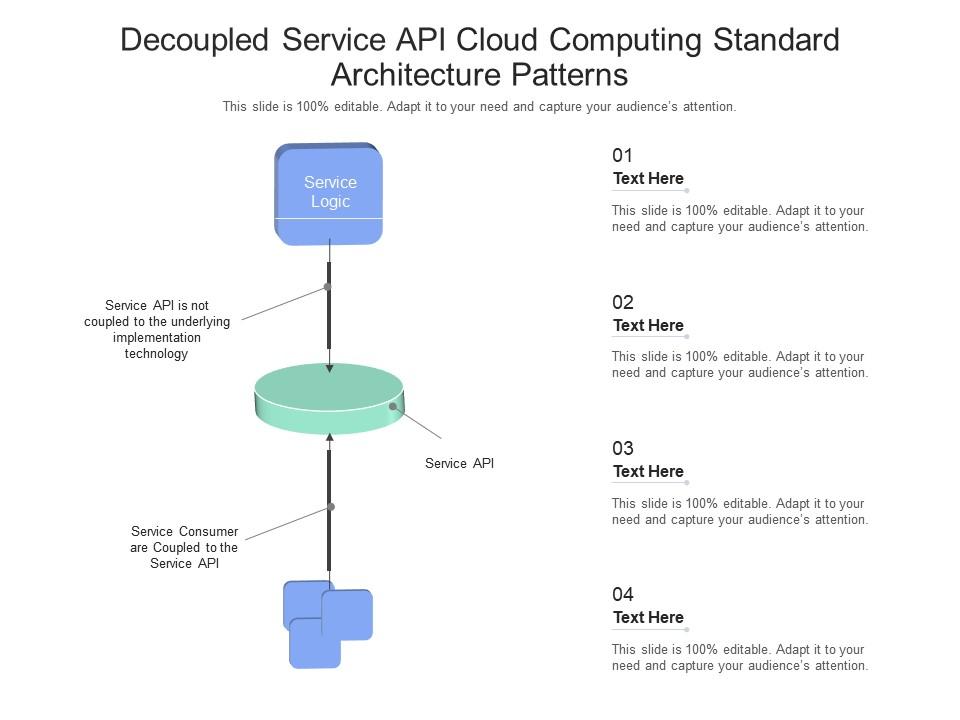 Decoupled Service API Cloud Computing Standard
Architecture Patterns
This slide is 100% editable. Adapt it to your need and capture your audience's attention.
Service
Logic
Service API is not
coupled to the underlying
implementation
technology
Service API
Service Consumer
are Coupled to the
Service API
01
Text Here
This slide is 100% editable. Adapt it to your
need and capture your audience's attention.
02
Text Here
This slide is 100% editable. Adapt it to your
need and capture your audience's attention.
03
Text Here
This slide is 100% editable. Adapt it to your
need and capture your audience's attention.
04
Text Here
This slide is 100% editable. Adapt it to your
need and capture your audience's attention.